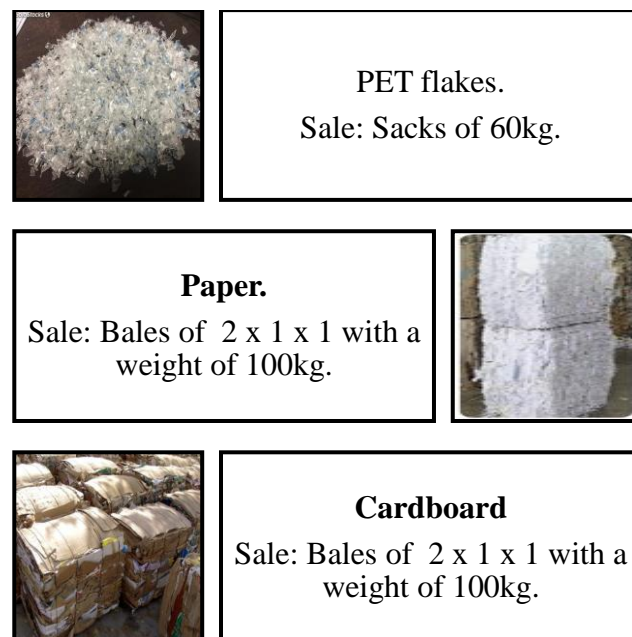 PET flakes.
Sale: Sacks of 60kg.
Paper.
Sale: Bales of  2 x 1 x 1 with a
weight of 100kg.
Cardboard
Sale: Bales of  2 x 1 x 1 with a
weight of 100kg.